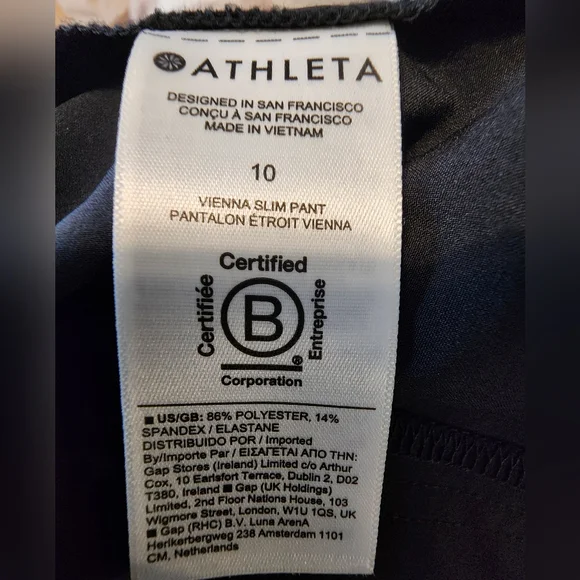 ATHLETA
DESIGNED IN SAN FRANCISCO
CONÇU À SAN FRANCISCO
MADE IN VIETNAM
10
VIENNA SLIM PANT
PANTALON ÉTROIT VIENNA
Certified
Certifiée
B
Entreprise
®
Corporation
■ US/GB: 86% POLYESTER, 14%
SPANDEX / ELASTANE
DISTRIBUIDO POR / Imported
By/Importe Par / ΕΙΣΑΓΕΤΑΙ ΑΠΟ ΤΗΝ:
Gap Stores (Ireland) Limited c/o Arthur
Cox, 10 Earlsfort Terrace, Dublin 2, D02
T380, Ireland ■ Gap (UK Holdings)
Limited, 2nd Floor Nations House, 103
Wigmore Street, London, W1U 1QS, UK
■ Gap (RHC) B.V. Luna ArenA
Herikerbergweg 238 Amsterdam 1101
CM, Netherlands